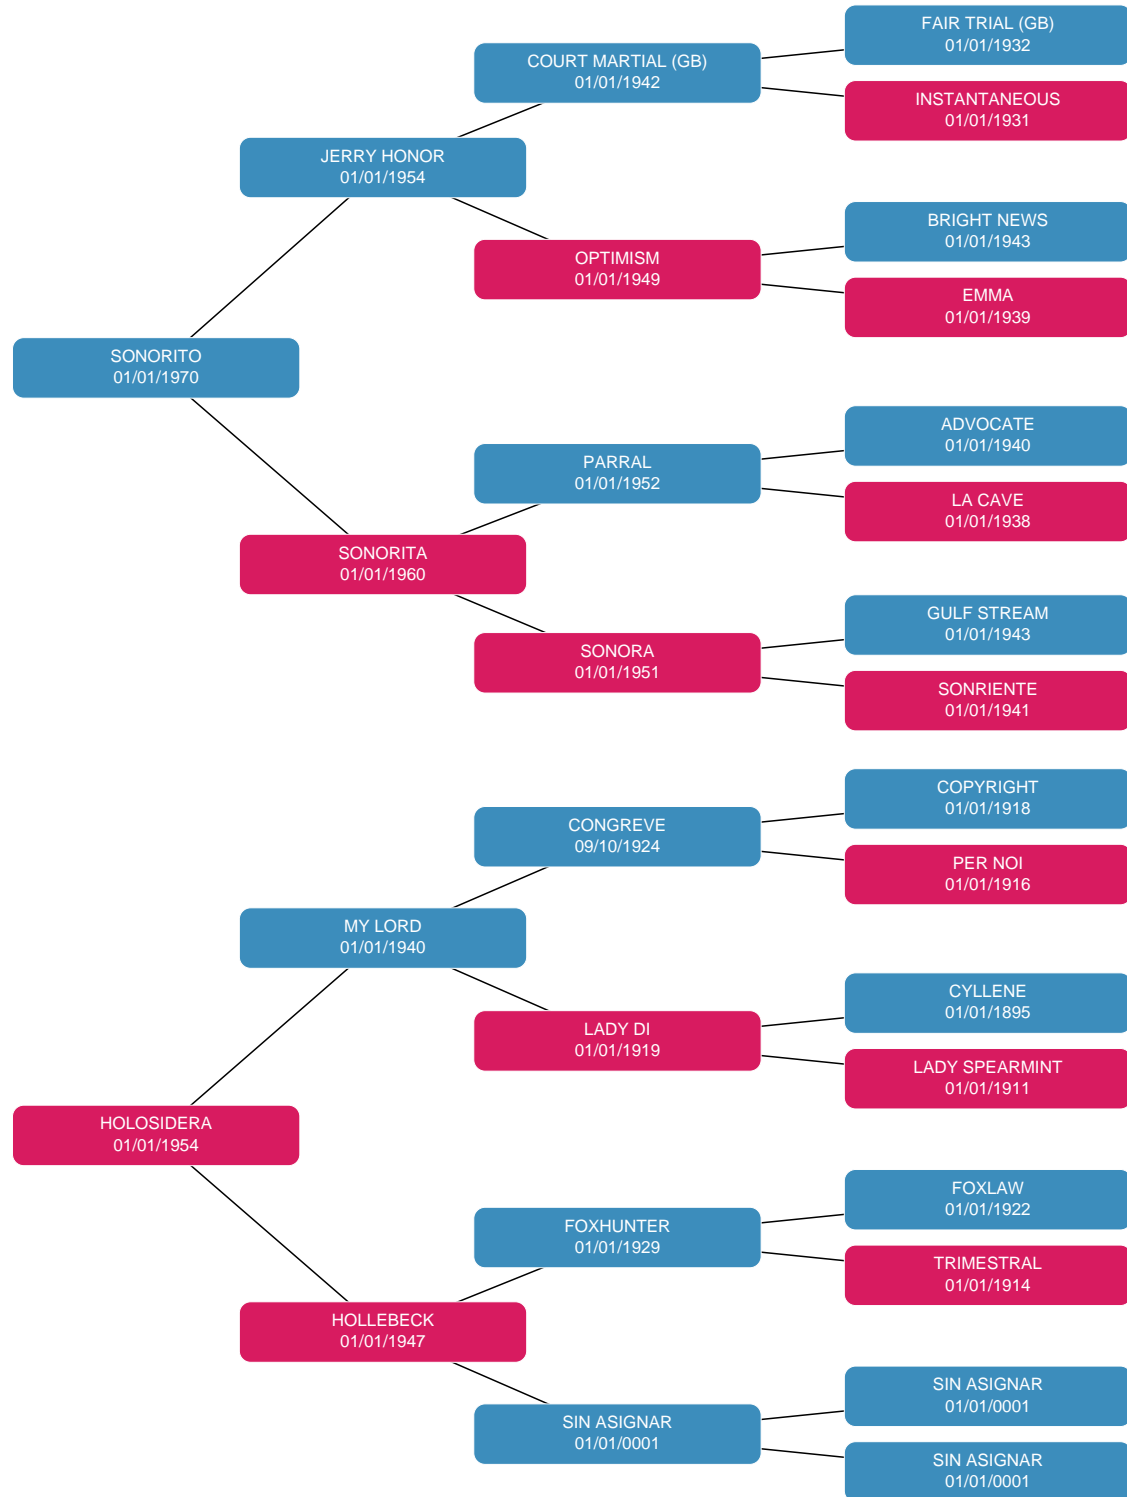 FAIR TRIAL (GB)
01/01/1932
COURT MARTIAL (GB)
01/01/1942
INSTANTANEOUS
01/01/1931
JERRY HONOR
01/01/1954
BRIGHT NEWS
01/01/1943
OPTIMISM
01/01/1949
EMMA
01/01/1939
SONORITO
01/01/1970
ADVOCATE
01/01/1940
PARRAL
01/01/1952
LA CAVE
01/01/1938
SONORITA
01/01/1960
GULF STREAM
01/01/1943
SONORA
01/01/1951
SONRIENTE
01/01/1941
COPYRIGHT
01/01/1918
CONGREVE
09/10/1924
PER NOI
01/01/1916
MY LORD
01/01/1940
CYLLENE
01/01/1895
LADY DI
01/01/1919
LADY SPEARMINT
01/01/1911
HOLOSIDERA
01/01/1954
FOXLAW
01/01/1922
FOXHUNTER
01/01/1929
TRIMESTRAL
01/01/1914
HOLLEBECK
01/01/1947
SIN ASIGNAR
01/01/0001
SIN ASIGNAR
01/01/0001
SIN ASIGNAR
01/01/0001